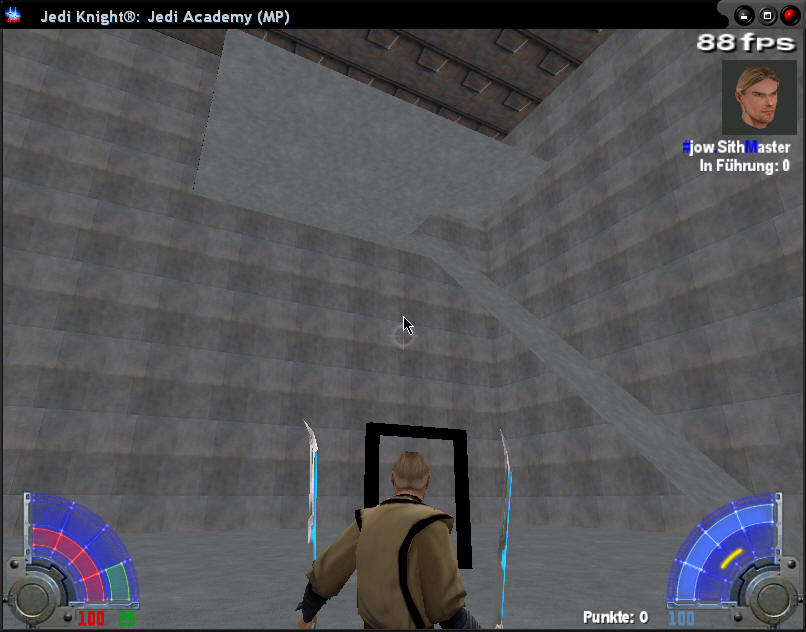 Jedi Knight®: Jedi Academy (MP)
88fps
#jow.SithMaster
In Führung: 0
100 25
Punkte: 0 100